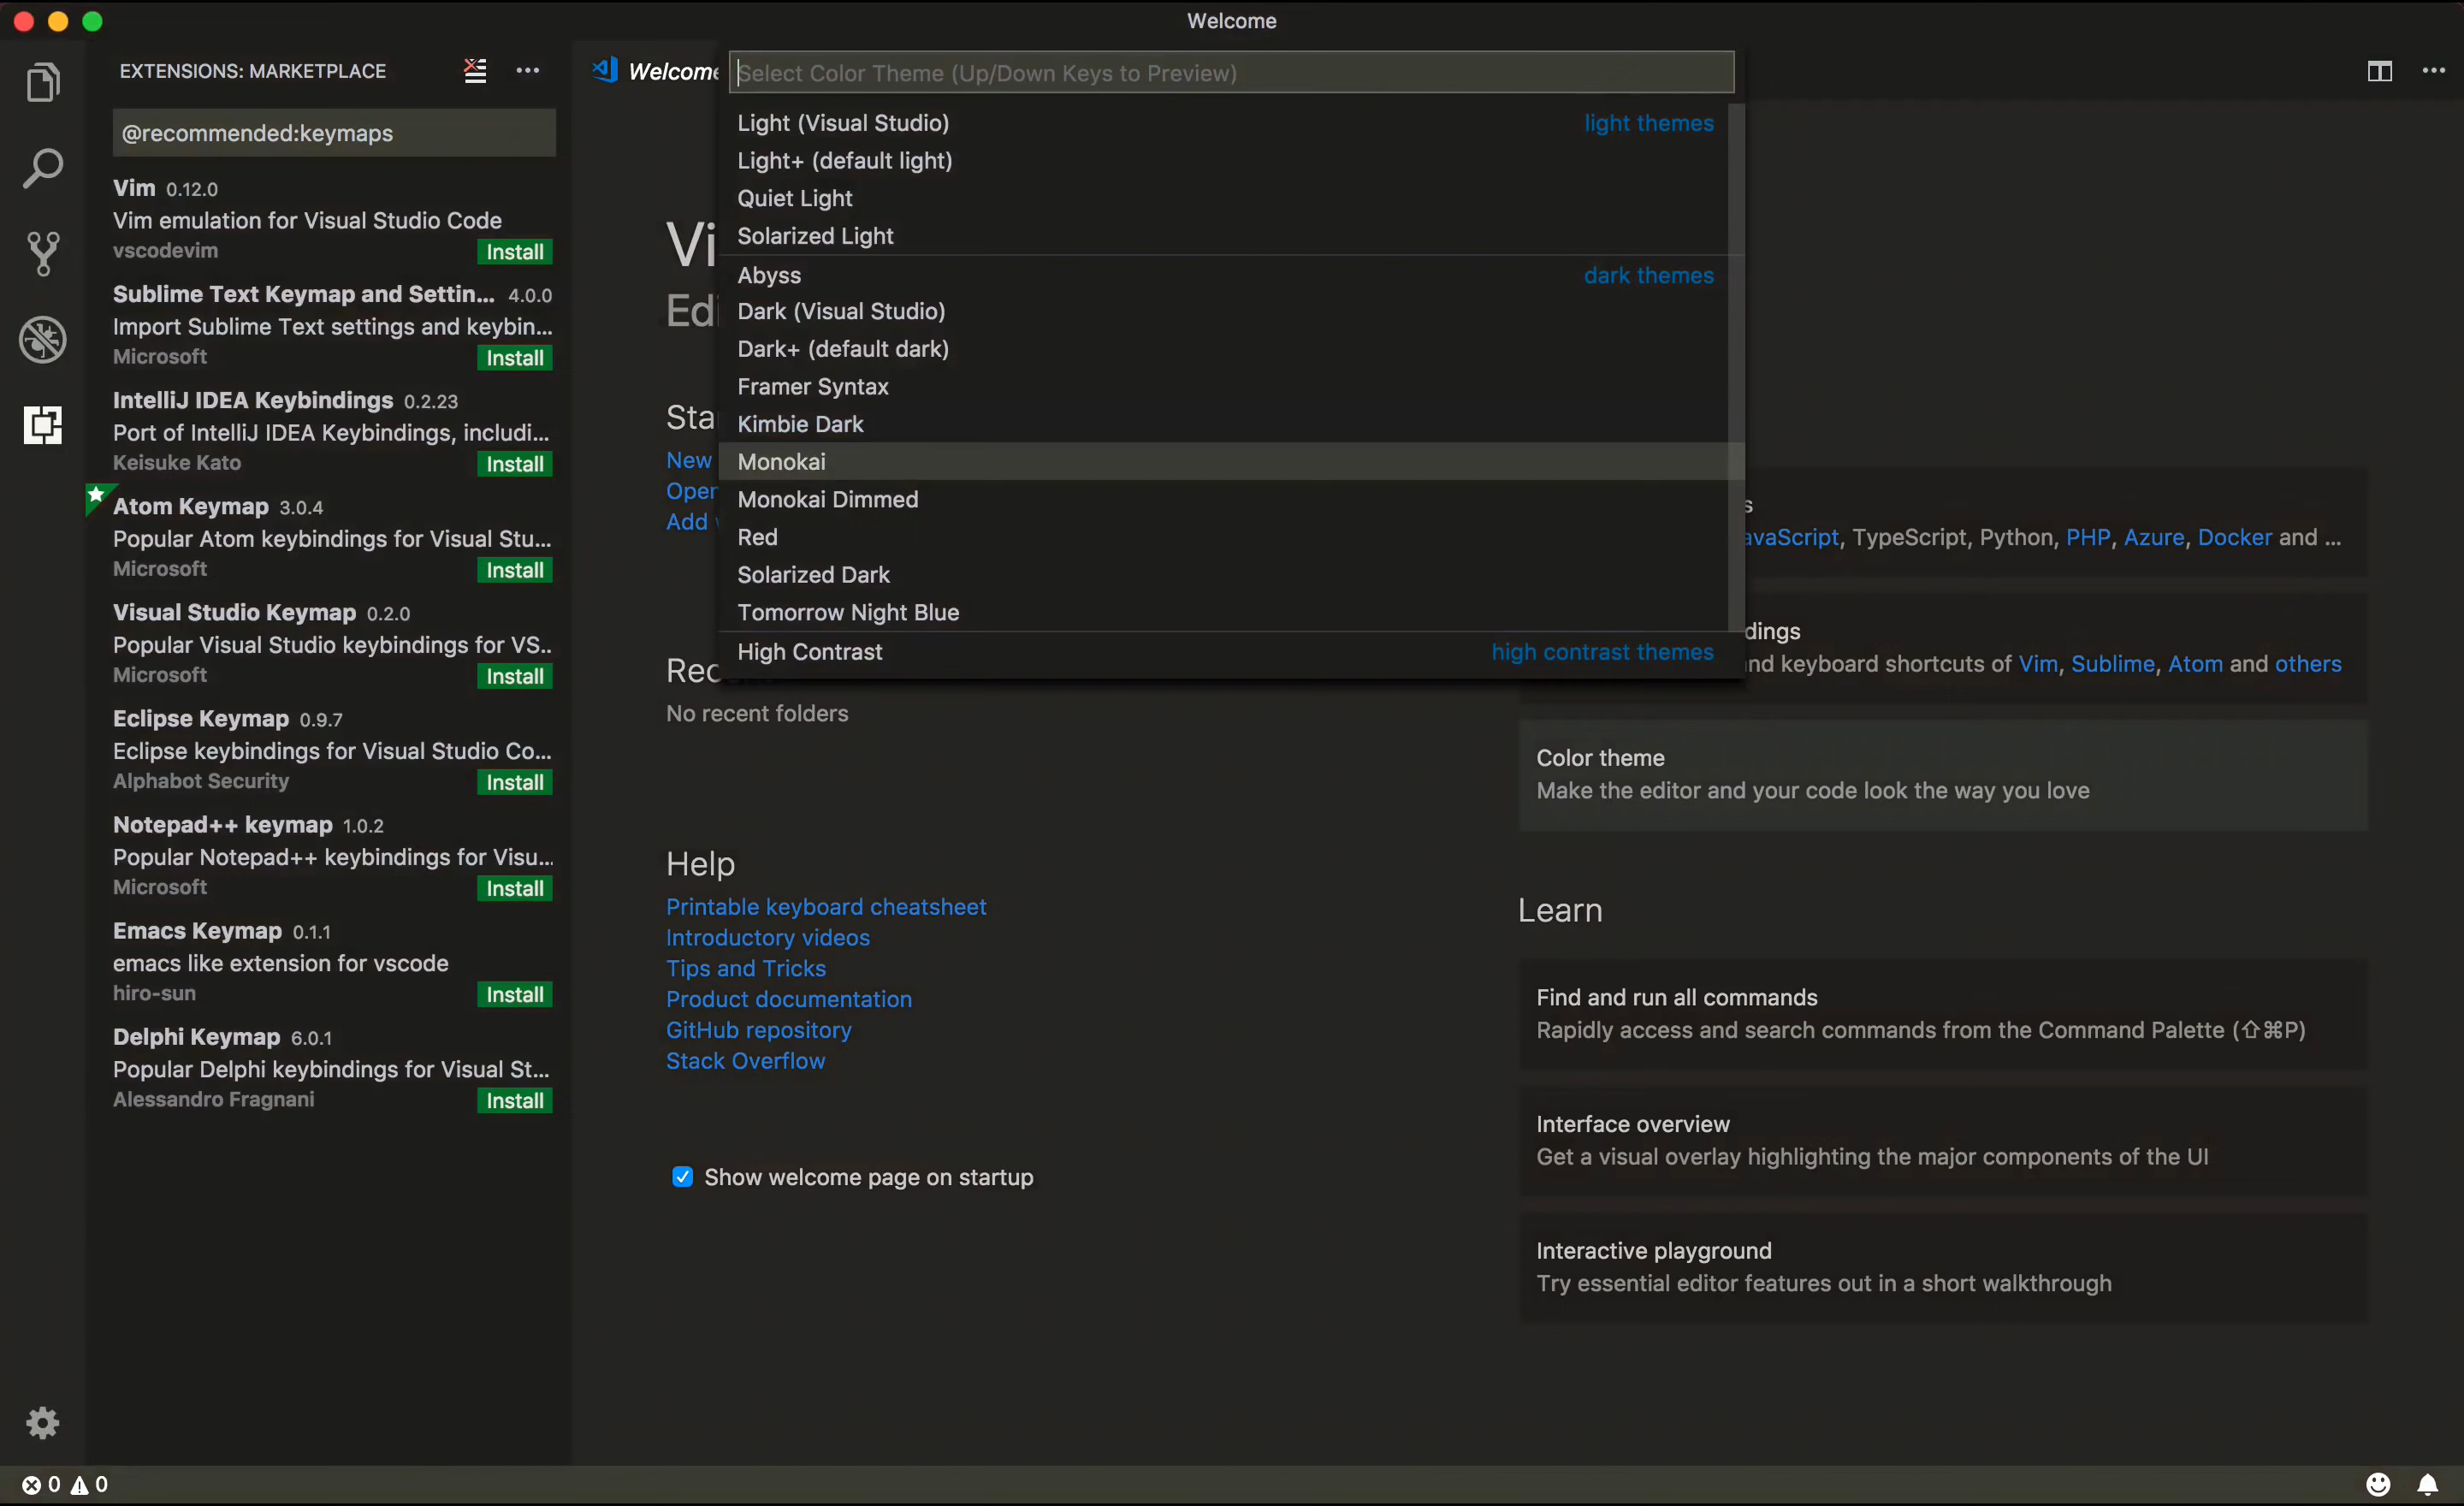 Welcome
EXTENSIONS: MARKETPLACE
@recommended:keymaps
Vim 0.12.0
Vim emulation for Visual Studio Code
vscodevim Install
Sublime Text Keymap and Settin... 4.0.0
Import Sublime Text settings and keybin...
Microsoft Install
IntelliJ IDEA Keybindings 0.2.23
Port of IntelliJ IDEA Keybindings, includi...
Keisuke Kato Install
Atom Keymap 3.0.4
Popular Atom keybindings for Visual Stu...
Microsoft Install
Visual Studio Keymap 0.2.0
Popular Visual Studio keybindings for VS...
Microsoft Install
Eclipse Keymap 0.9.7
Eclipse keybindings for Visual Studio Co...
Alphabot Security Install
Notepad++ keymap 1.0.2
Popular Notepad++ keybindings for Visu...
Microsoft Install
Emacs Keymap 0.1.1
emacs like extension for vscode
hiro-sun Install
Delphi Keymap 6.0.1
Popular Delphi keybindings for Visual St...
Alessandro Fragnani Install
Welcome
Select Color Theme (Up/Down Keys to Preview)
Light (Visual Studio) light themes
Light+ (default light)
Quiet Light
Solarized Light
Abyss dark themes
Dark (Visual Studio)
Dark+ (default dark)
Framer Syntax
Kimbie Dark
Monokai
Monokai Dimmed
Red
Solarized Dark
Tomorrow Night Blue
High Contrast high contrast themes
Vi
Edi
Sta
New
Open
Add
Rec
No recent folders
Help
Printable keyboard cheatsheet
Introductory videos
Tips and Tricks
Product documentation
GitHub repository
Stack Overflow
Show welcome page on startup
s
avaScript, TypeScript, Python, PHP, Azure, Docker and ...
dings
nd keyboard shortcuts of Vim, Sublime, Atom and others
Color theme
Make the editor and your code look the way you love
Learn
Find and run all commands
Rapidly access and search commands from the Command Palette (⇧⌘P)
Interface overview
Get a visual overlay highlighting the major components of the UI
Interactive playground
Try essential editor features out in a short walkthrough
0 0